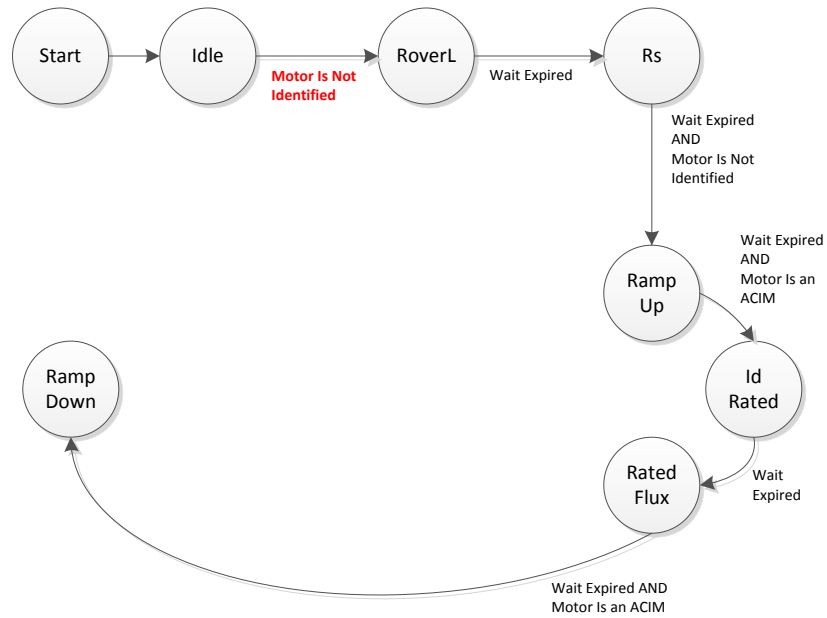 Start
Idle
Motor Is Not
Identified
RoverL
Wait Expired
Rs
Wait Expired
AND
Motor Is Not
Identified
Ramp
Up
Wait Expired
AND
Motor Is an
ACIM
Id
Rated
Wait
Expired
Rated
Flux
Wait Expired AND
Motor Is an ACIM
Ramp
Down